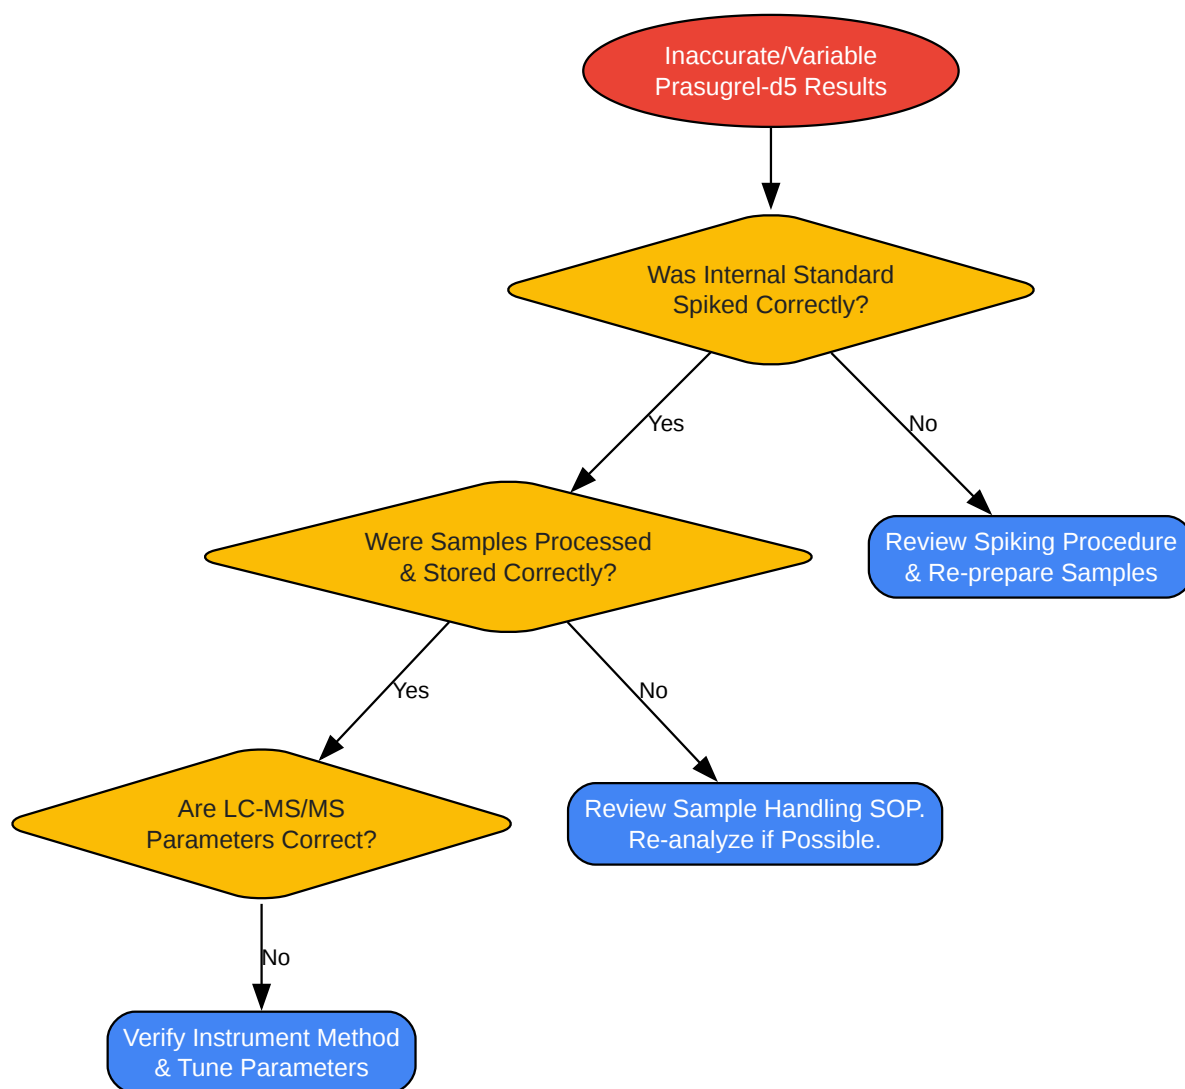 Inaccurate/Variable
Prasugrel-d5 Results
Was Internal Standard
Spiked Correctly?
Yes
No
Were Samples Processed
& Stored Correctly?
Review Spiking Procedure
& Re-prepare Samples
Yes
No
Are LC-MS/MS
Parameters Correct?
Review Sample Handling SOP.
Re-analyze if Possible.
No
Verify Instrument Method
& Tune Parameters